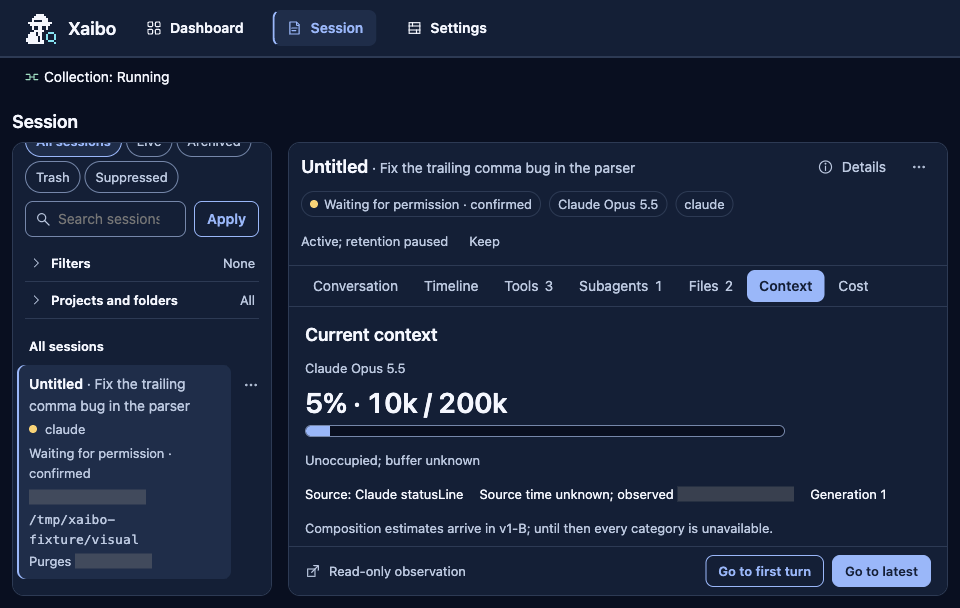 Xaibo
Dashboard
Session
Settings
Collection: Running
Session
All sessions
Live
Archived
Trash
Suppressed
Search sessions
Apply
Filters
None
Projects and folders
All
All sessions
Untitled · Fix the trailing
comma bug in the parser
claude
Waiting for permission ·
confirmed
/tmp/xaibo-
fixture/visual
Purges
Untitled · Fix the trailing comma bug in the parser
Details
Waiting for permission · confirmed
Claude Opus 5.5
claude
Active; retention paused
Keep
Conversation
Timeline
Tools 3
Subagents 1
Files 2
Context
Cost
Current context
Claude Opus 5.5
5% · 10k / 200k
Unoccupied; buffer unknown
Source: Claude statusLine
Source time unknown; observed
Generation 1
Composition estimates arrive in v1-B; until then every category is unavailable.
Read-only observation
Go to first turn
Go to latest